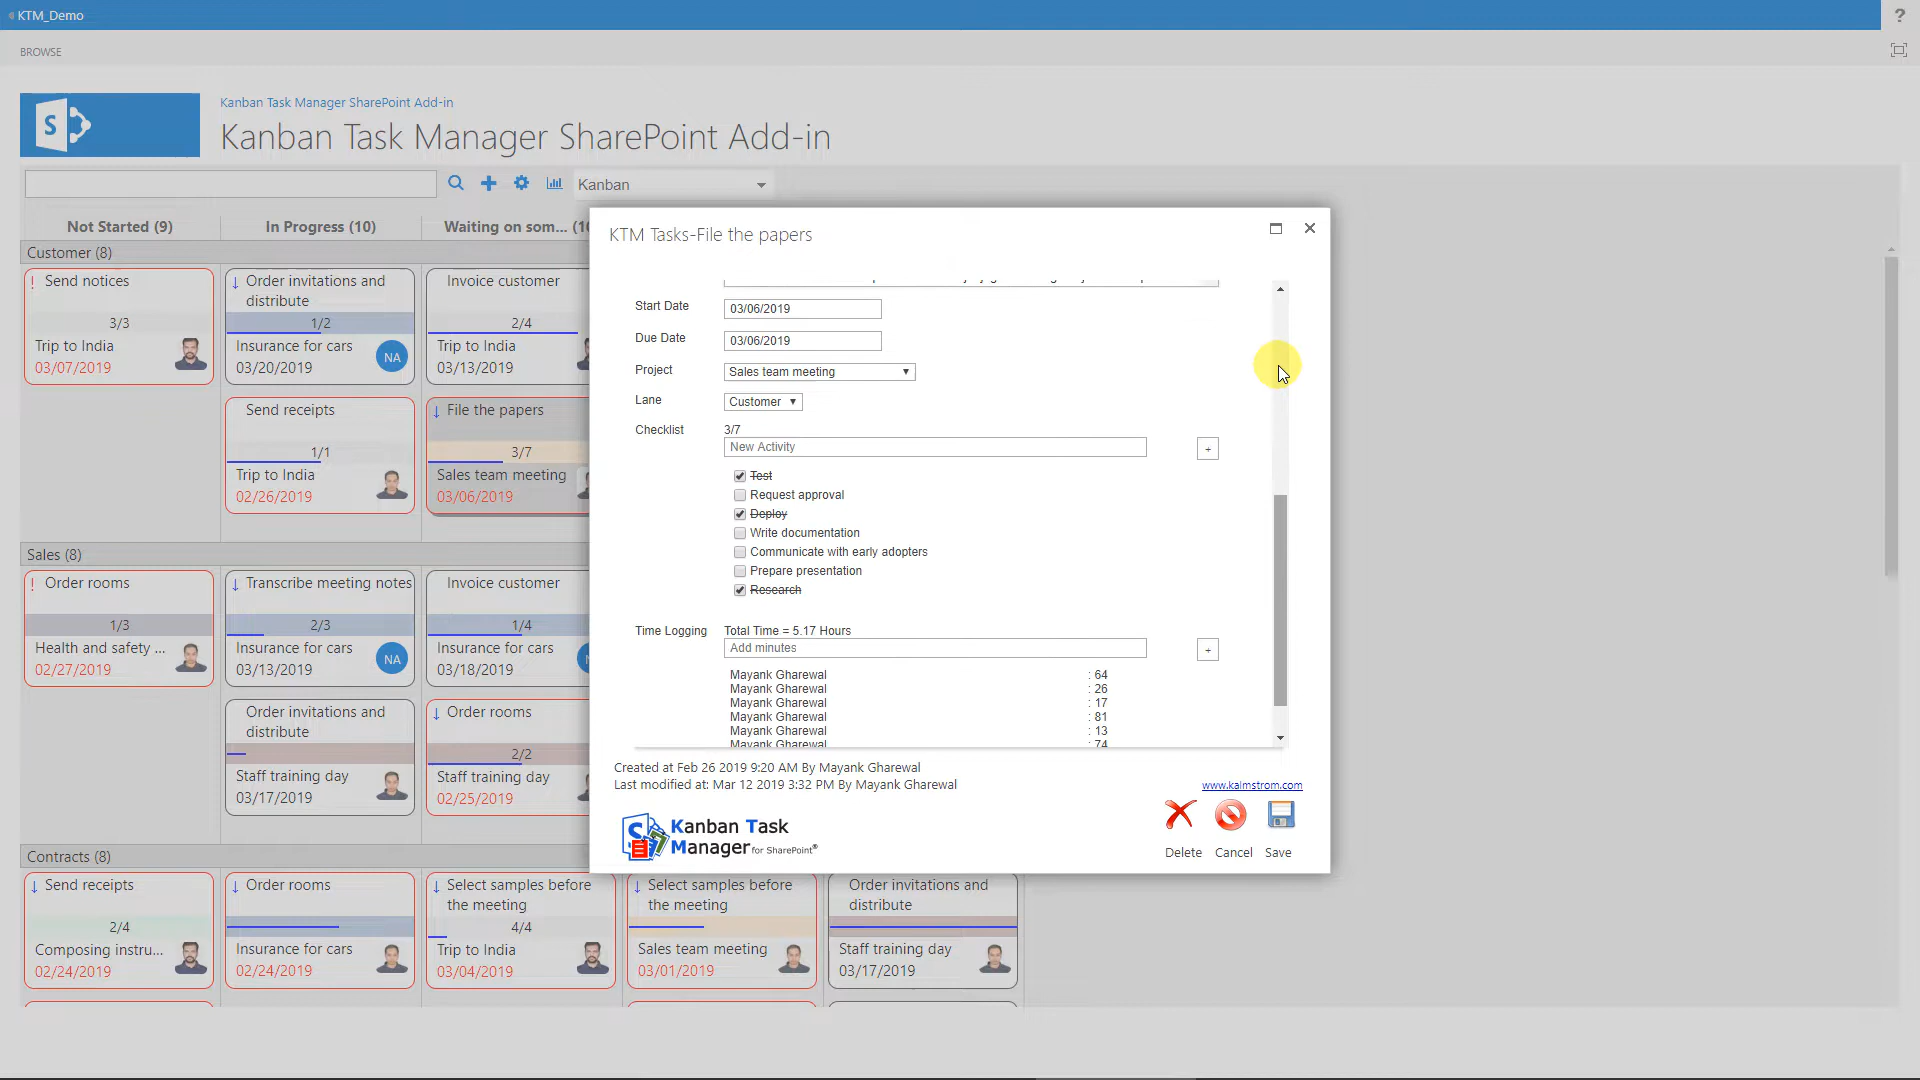 KTM_Demo
?
BROWSE
S
Kanban Task Manager SharePoint Add-in
Kanban Task Manager SharePoint Add-in
Kanban
Not Started (9)
In Progress (10)
Waiting on som... (10
Customer (8)
! Send notices
3/3
Trip to India
03/07/2019
↓ Order invitations and
distribute
1/2
Insurance for cars
NA
03/20/2019
Invoice customer
2/4
Trip to India
03/13/2019
Send receipts
1/1
Trip to India
02/26/2019
↓ File the papers
3/7
Sales team meeting
03/06/2019
Sales (8)
! Order rooms
1/3
Health and safety ...
02/27/2019
↓ Transcribe meeting notes
2/3
Insurance for cars
NA
03/13/2019
Invoice customer
1/4
Insurance for cars
03/18/2019
Order invitations and
distribute
Staff training day
03/17/2019
↓ Order rooms
2/2
Staff training day
02/25/2019
Contracts (8)
↓ Send receipts
2/4
Composing instru...
02/24/2019
↓ Order rooms
Insurance for cars
02/24/2019
↓ Select samples before
the meeting
4/4
Trip to India
03/04/2019
↓ Select samples before
the meeting
Sales team meeting
03/01/2019
Order invitations and
distribute
Staff training day
03/17/2019
KTM Tasks-File the papers
Start Date
03/06/2019
Due Date
03/06/2019
Project
Sales team meeting
Lane
Customer
Checklist
3/7
New Activity
+
Test
Request approval
Deploy
Write documentation
Communicate with early adopters
Prepare presentation
Research
Time Logging
Total Time = 5.17 Hours
Add minutes
+
Mayank Gharewal : 64
Mayank Gharewal : 26
Mayank Gharewal : 17
Mayank Gharewal : 81
Mayank Gharewal : 13
Mayank Gharewal : 74
Created at Feb 26 2019 9:20 AM By Mayank Gharewal
Last modified at: Mar 12 2019 3:32 PM By Mayank Gharewal
www.kalmstrom.com
Kanban Task
Manager for SharePoint®
Delete
Cancel
Save